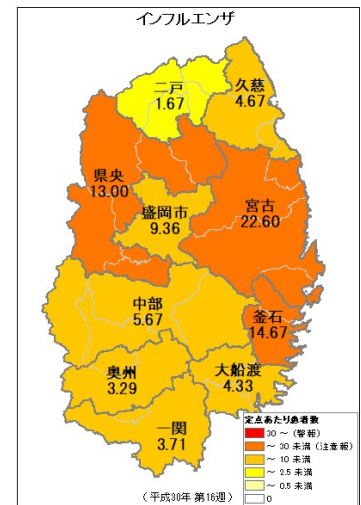 インフルエンザ
二戸
1.67
久慈
4.67
県央
13.00
盛岡市
9.36
宮古
22.60
中部
5.67
釜石
14.67
奥州
3.29
大船渡
4.33
一関
3.71
定点あたり患者数
30 ～ (警報)
～ 30 未満 (注意報)
～ 10 未満
～ 2.5 未満
～ 0.5 未満
0
(平成30年 第16週)